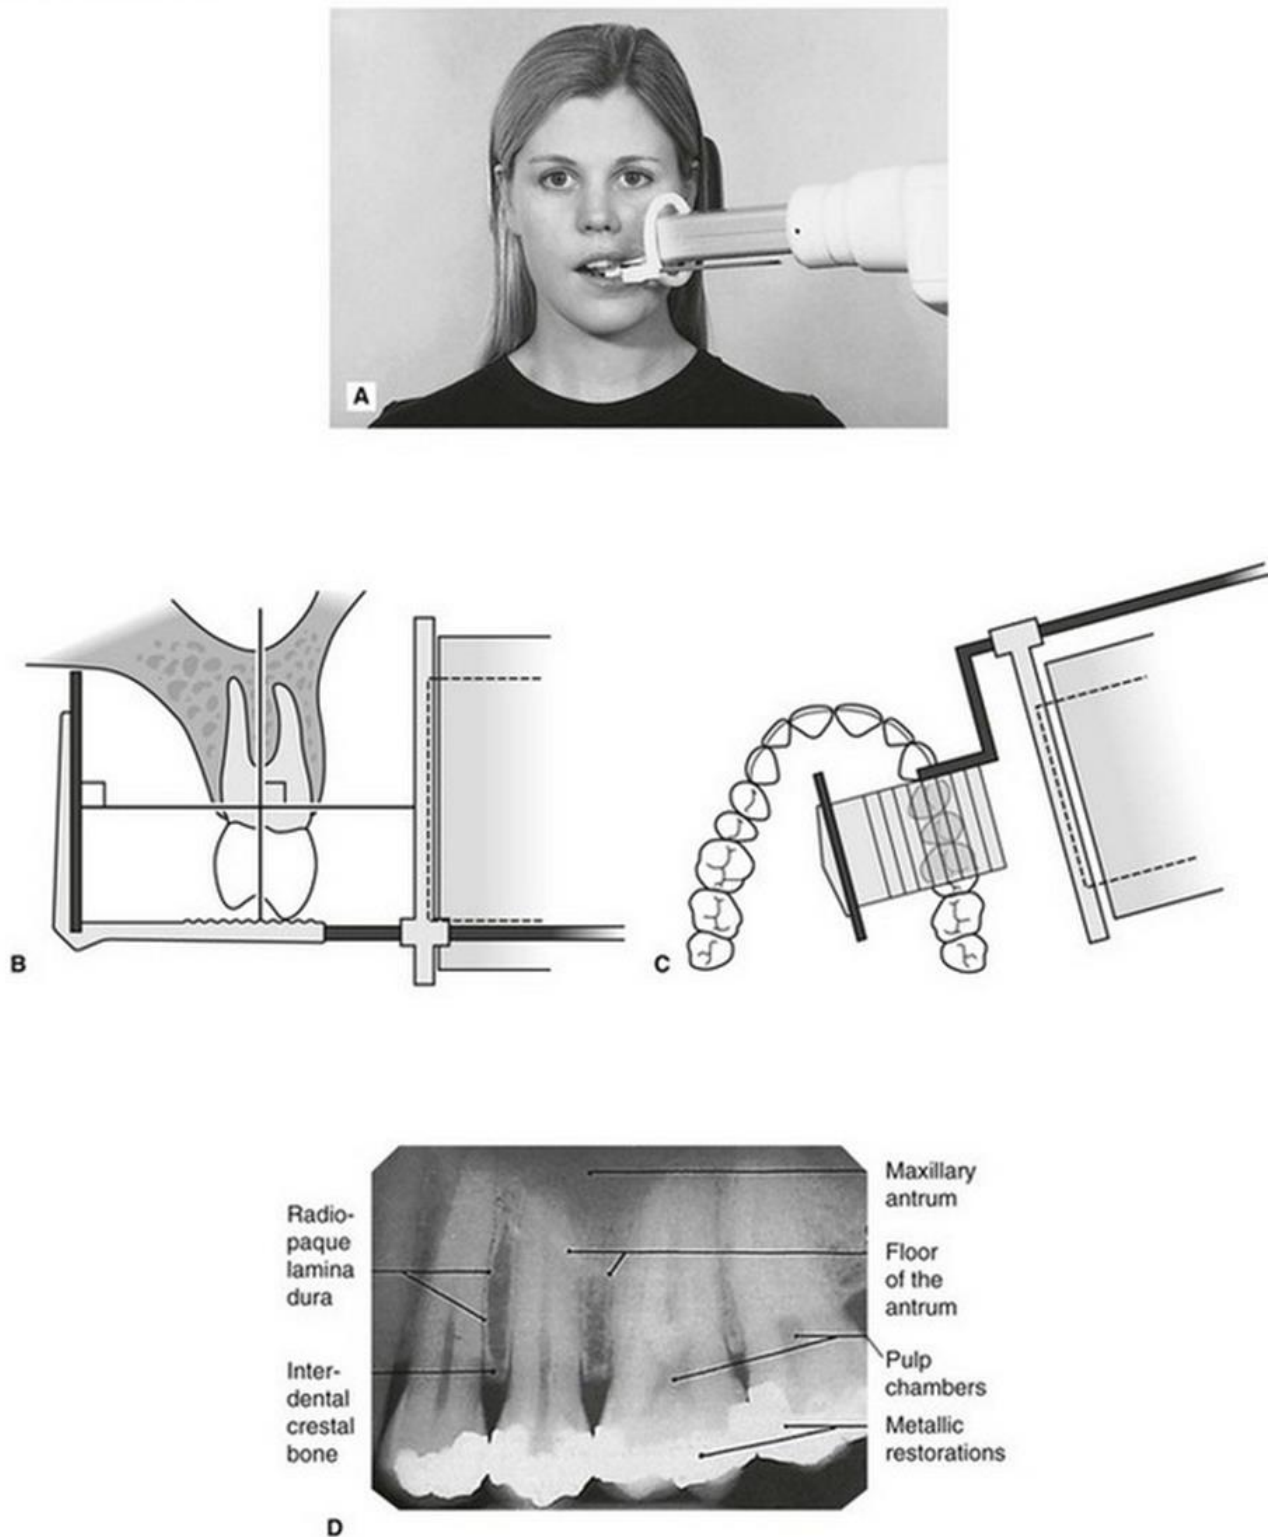 A
B
C
Radio-
paque
lamina
dura
Inter-
dental
crestal
bone
Maxillary
antrum
Floor
of the
antrum
Pulp
chambers
Metallic
restorations
D